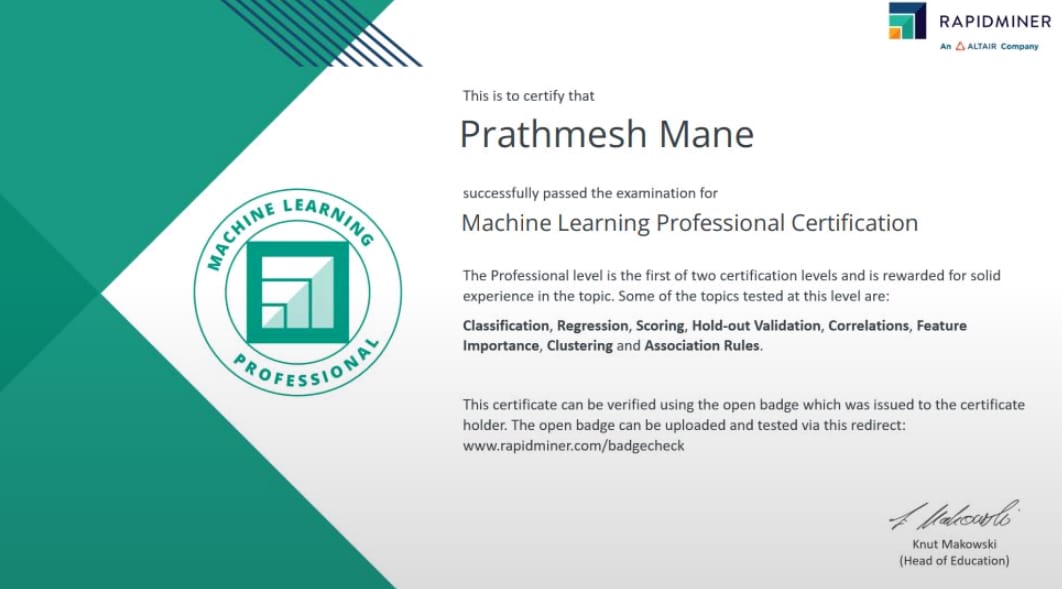 RAPIDMINER
An ALTAIR Company
This is to certify that
Prathmesh Mane
successfully passed the examination for
Machine Learning Professional Certification
MACHINE LEARNING
PROFESSIONAL
The Professional level is the first of two certification levels and is rewarded for solid
experience in the topic. Some of the topics tested at this level are:
Classification, Regression, Scoring, Hold-out Validation, Correlations, Feature
Importance, Clustering and Association Rules.
This certificate can be verified using the open badge which was issued to the certificate
holder. The open badge can be uploaded and tested via this redirect:
www.rapidminer.com/badgecheck
K. Makowski
Knut Makowski
(Head of Education)